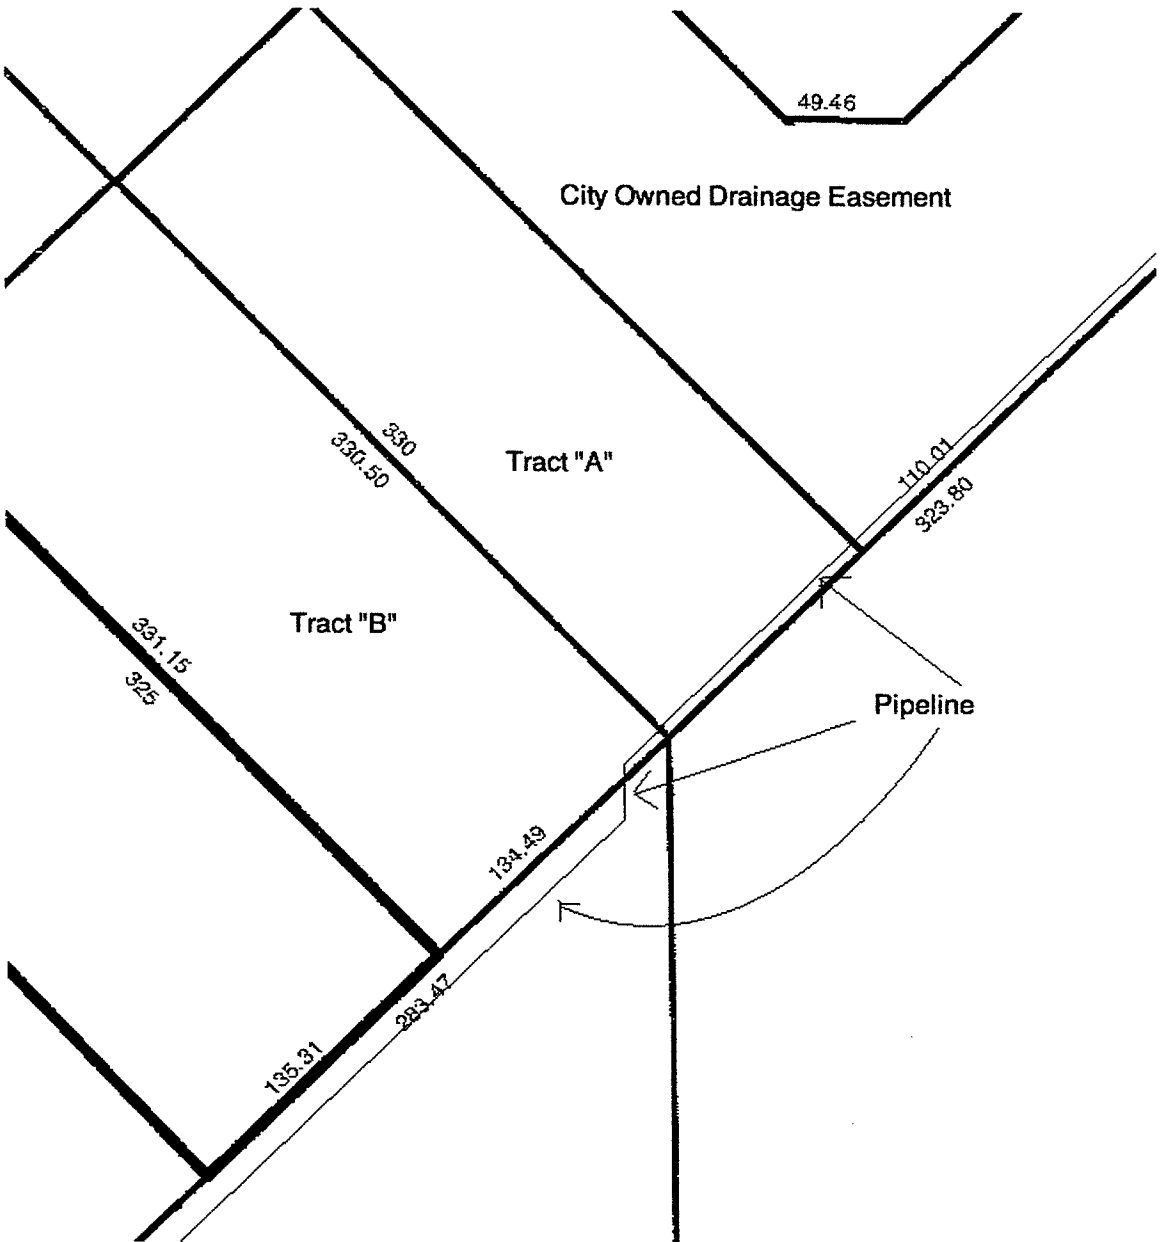 49.46
City Owned Drainage Easement
330
330.50
Tract "A"
110.01
323.80
Tract "B"
331.15
325
Pipeline
134.49
283.47
135.31